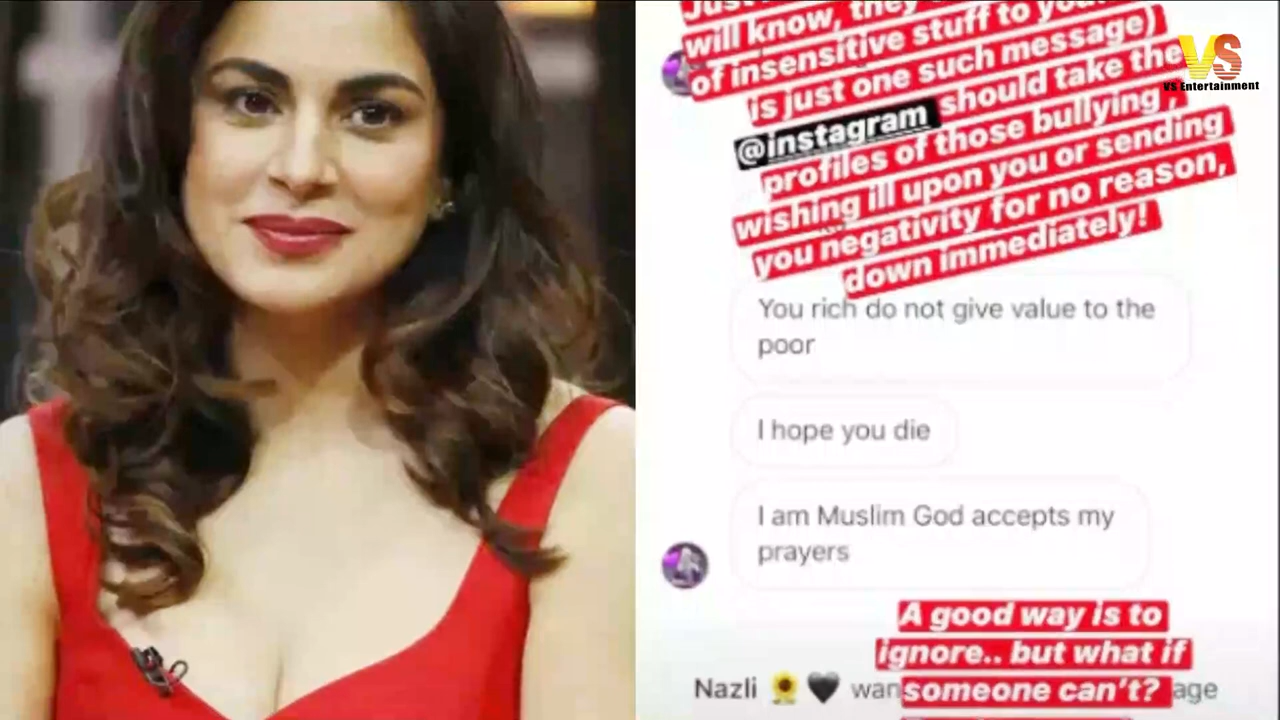 will know, they
of insensitive stuff to
is just one such message)
@instagram should take the
profiles of those bullying,
wishing ill upon you or sending
you negativity for no reason,
down immediately!
VS
VS Entertainment
You rich do not give value to the
poor
I hope you die
I am Muslim God accepts my
prayers
A good way is to
ignore.. but what if
Nazli 🌻 🖤 someone can't?